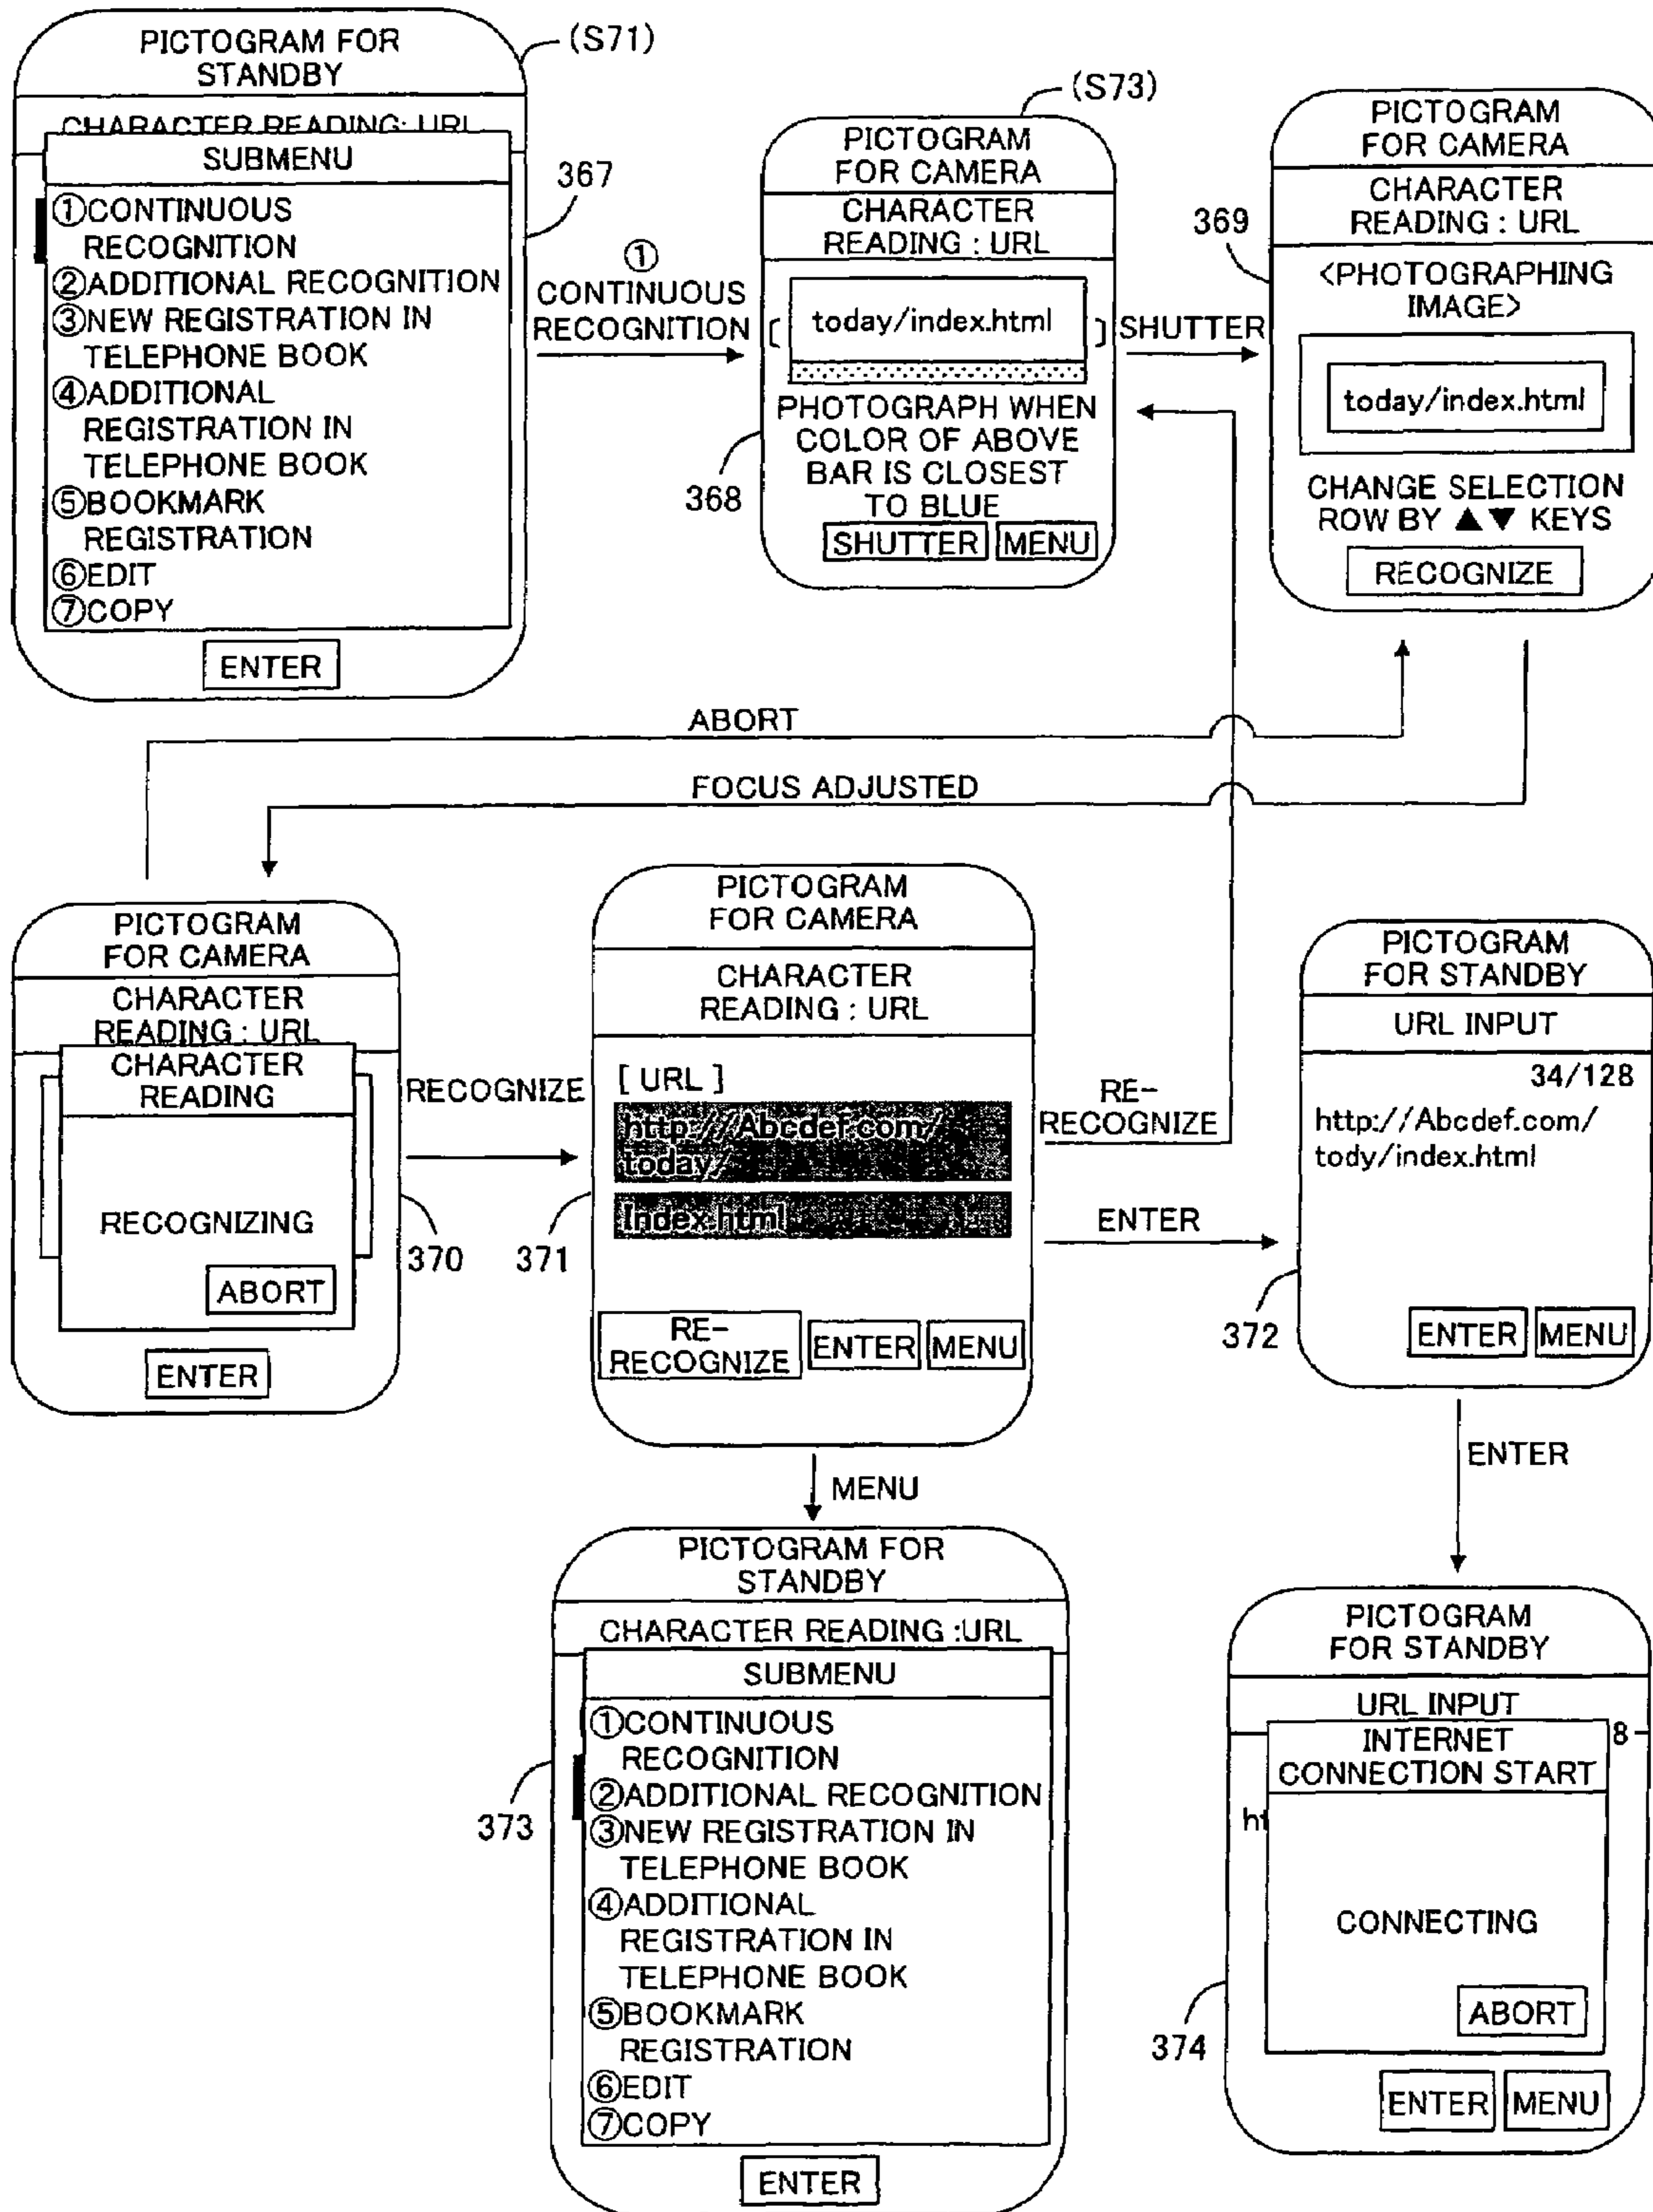 PICTOGRAM FOR
STANDBY
(S71)
CHARACTER READING: URL
SUBMENU
①CONTINUOUS
RECOGNITION
②ADDITIONAL RECOGNITION
③NEW REGISTRATION IN
TELEPHONE BOOK
④ADDITIONAL
REGISTRATION IN
TELEPHONE BOOK
⑤BOOKMARK
REGISTRATION
⑥EDIT
⑦COPY
ENTER
367
①
CONTINUOUS
RECOGNITION
(S73)
PICTOGRAM
FOR CAMERA
CHARACTER
READING : URL
[ today/index.html ]
PHOTOGRAPH WHEN
COLOR OF ABOVE
BAR IS CLOSEST
TO BLUE
SHUTTER MENU
368
SHUTTER
PICTOGRAM
FOR CAMERA
CHARACTER
READING : URL
369
<PHOTOGRAPHING
IMAGE>
today/index.html
CHANGE SELECTION
ROW BY ▲▼ KEYS
RECOGNIZE
ABORT
FOCUS ADJUSTED
PICTOGRAM
FOR CAMERA
CHARACTER
READING : URL
CHARACTER
READING
RECOGNIZING
ABORT
ENTER
370
RECOGNIZE
PICTOGRAM
FOR CAMERA
CHARACTER
READING : URL
[ URL ]
http://Abcdef.com/
today/
Index.html
371
RE-
RECOGNIZE ENTER MENU
RE-
RECOGNIZE
ENTER
PICTOGRAM
FOR STANDBY
URL INPUT
34/128
http://Abcdef.com/
tody/index.html
372
ENTER MENU
MENU
ENTER
PICTOGRAM FOR
STANDBY
CHARACTER READING :URL
SUBMENU
①CONTINUOUS
RECOGNITION
②ADDITIONAL RECOGNITION
③NEW REGISTRATION IN
TELEPHONE BOOK
④ADDITIONAL
REGISTRATION IN
TELEPHONE BOOK
⑤BOOKMARK
REGISTRATION
⑥EDIT
⑦COPY
ENTER
373
PICTOGRAM
FOR STANDBY
URL INPUT
8
INTERNET
CONNECTION START
ht
CONNECTING
ABORT
374
ENTER MENU